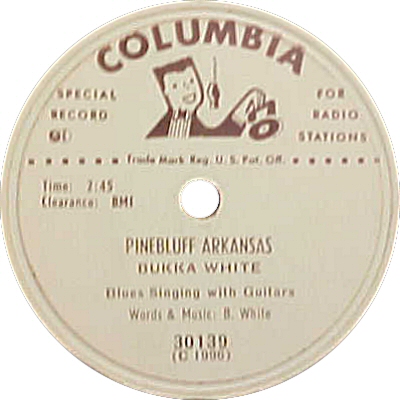 COLUMBIA
SPECIAL
RECORD
FOR
RADIO
STATIONS
Trade Mark Reg. U. S. Pat. Off.
Time: 2:45
Clearance: BMI
PINEBLUFF ARKANSAS
BUKKA WHITE
Blues Singing with Guitars
Words & Music: B. White
30139
(C 1996)